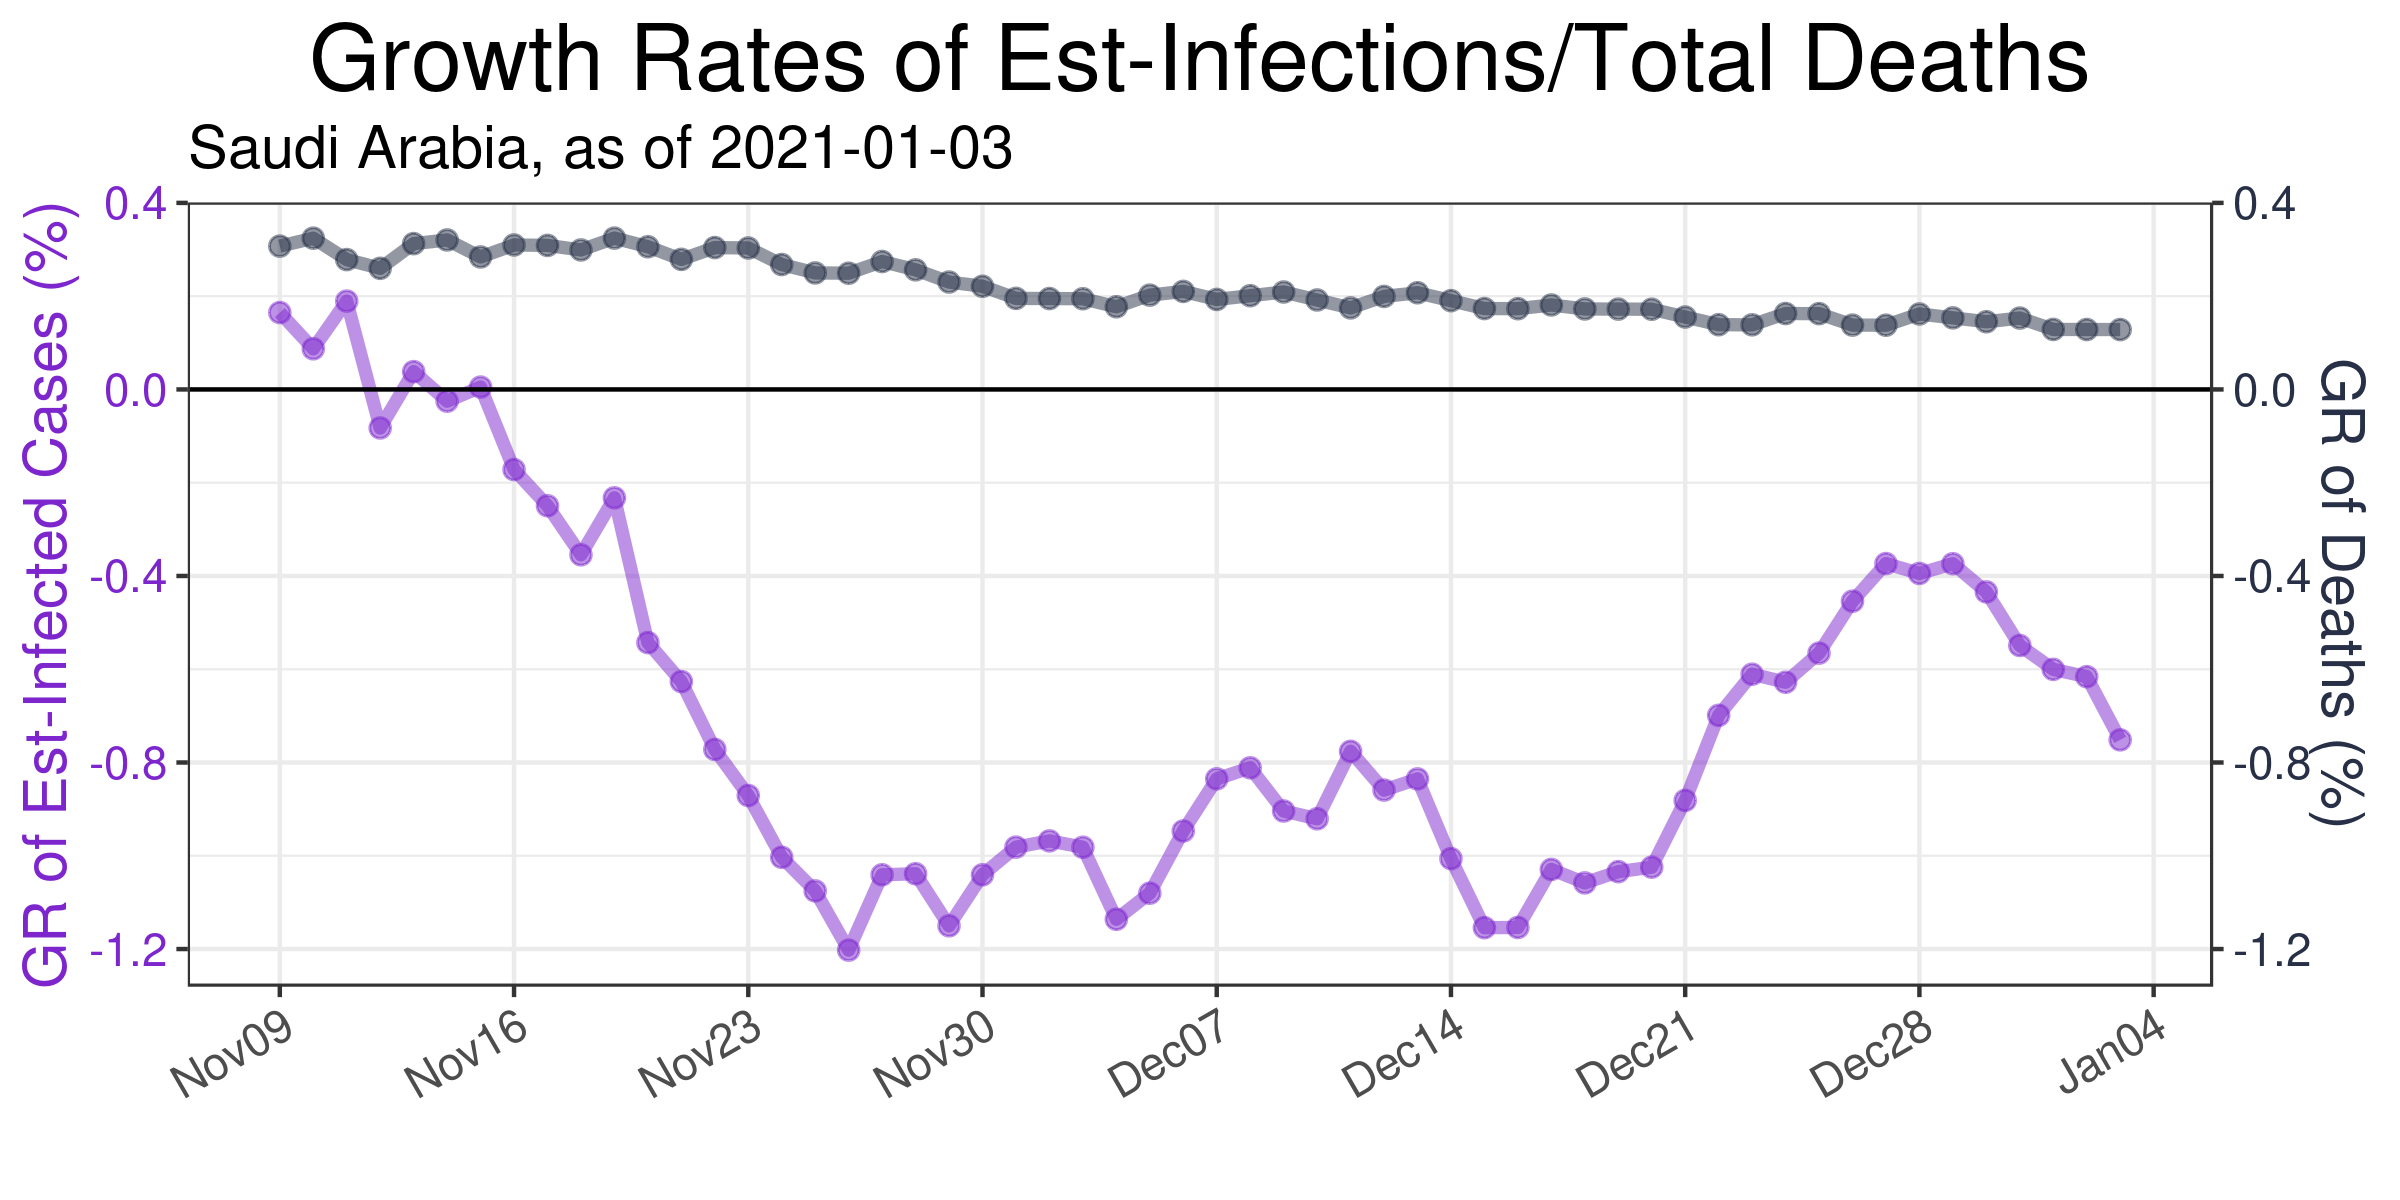 Growth Rates of Est-Infections/Total Deaths
Saudi Arabia, as of 2021-01-03
GR of Est-Infected Cases (%)
0.4
0.0
-0.4
-0.8
-1.2
0.4
0.0
-0.4
-0.8
-1.2
GR of Deaths (%)
Nov09
Nov16
Nov23
Nov30
Dec07
Dec14
Dec21
Dec28
Jan04